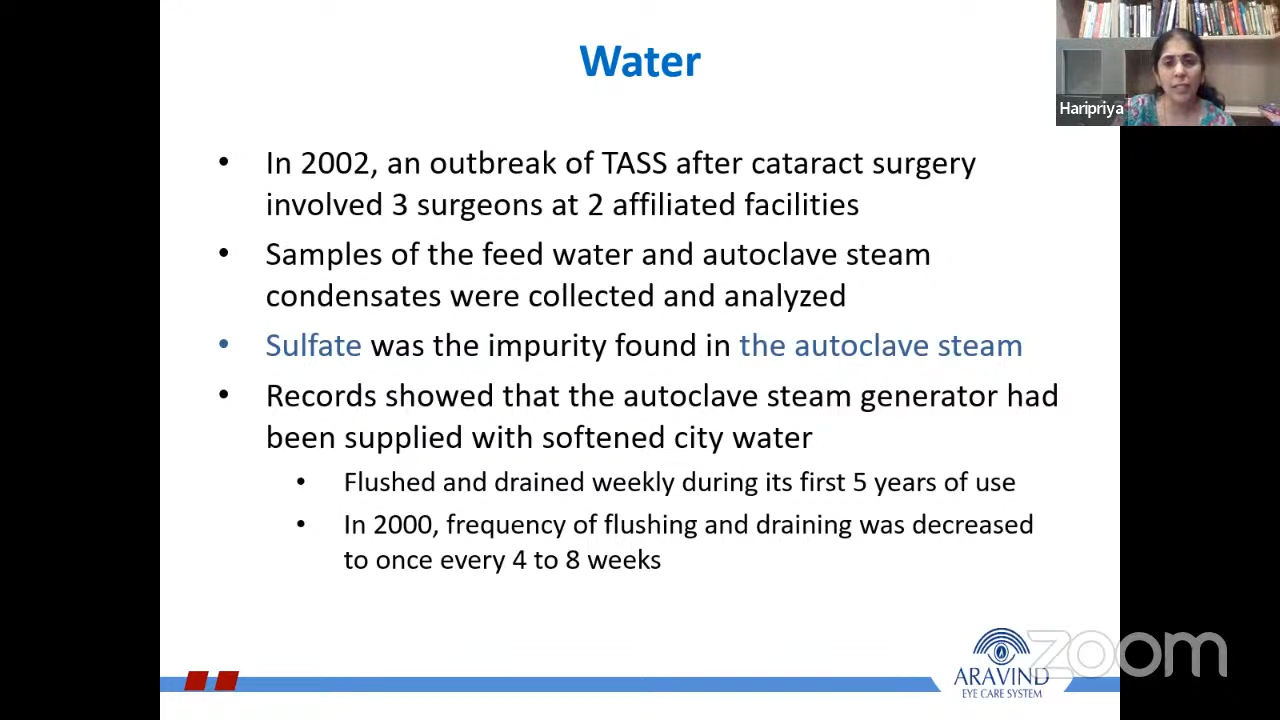 Water
Haripriya
• In 2002, an outbreak of TASS after cataract surgery
involved 3 surgeons at 2 affiliated facilities
• Samples of the feed water and autoclave steam
condensates were collected and analyzed
• Sulfate was the impurity found in the autoclave steam
• Records showed that the autoclave steam generator had
been supplied with softened city water
• Flushed and drained weekly during its first 5 years of use
• In 2000, frequency of flushing and draining was decreased
to once every 4 to 8 weeks
zoom
ARAVIND
EYE CARE SYSTEM